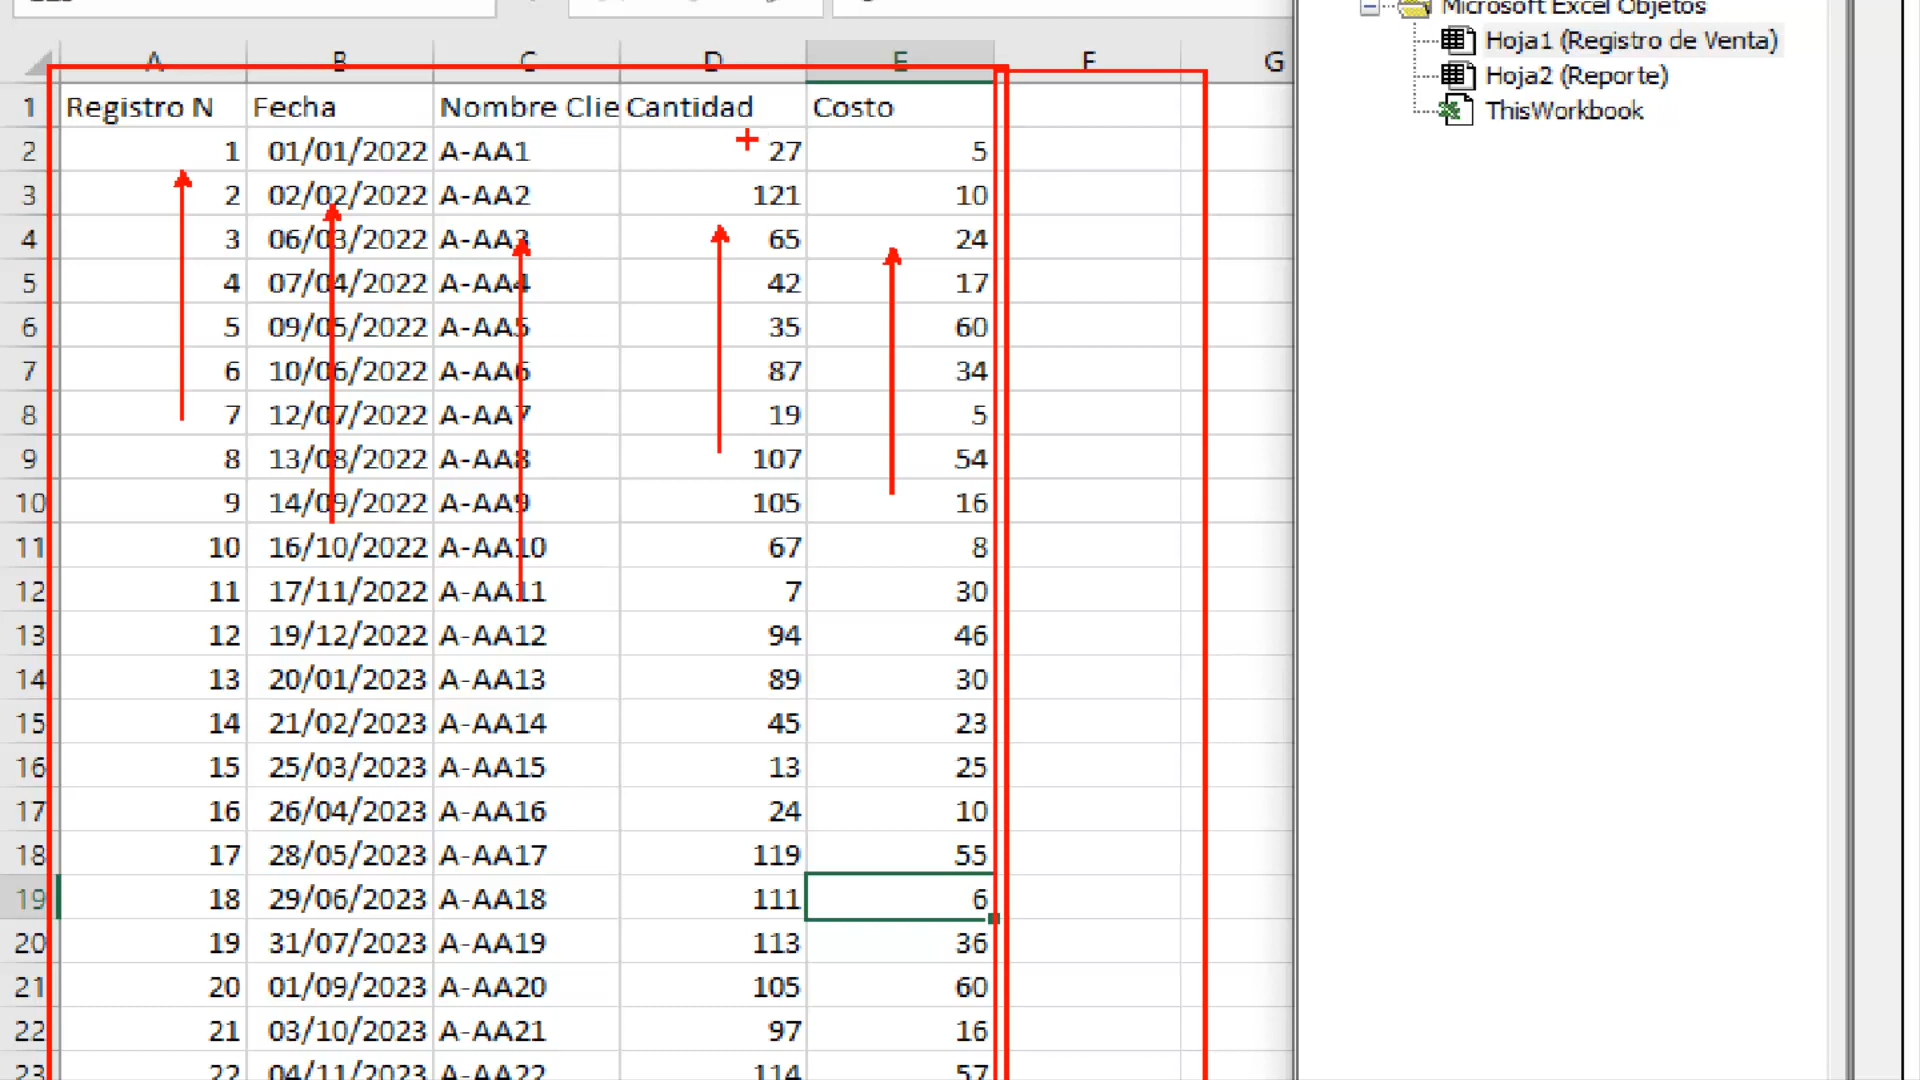 Microsoft Excel Objetos
Hoja1 (Registro de Venta)
Hoja2 (Reporte)
ThisWorkbook
A B C D E F G
1 Registro N Fecha Nombre Clie Cantidad Costo
2 1 01/01/2022 A-AA1 27 5
3 2 02/02/2022 A-AA2 121 10
4 3 06/03/2022 A-AA3 65 24
5 4 07/04/2022 A-AA4 42 17
6 5 09/05/2022 A-AA5 35 60
7 6 10/06/2022 A-AA6 87 34
8 7 12/07/2022 A-AA7 19 5
9 8 13/08/2022 A-AA8 107 54
10 9 14/09/2022 A-AA9 105 16
11 10 16/10/2022 A-AA10 67 8
12 11 17/11/2022 A-AA11 7 30
13 12 19/12/2022 A-AA12 94 46
14 13 20/01/2023 A-AA13 89 30
15 14 21/02/2023 A-AA14 45 23
16 15 25/03/2023 A-AA15 13 25
17 16 26/04/2023 A-AA16 24 10
18 17 28/05/2023 A-AA17 119 55
19 18 29/06/2023 A-AA18 111 6
20 19 31/07/2023 A-AA19 113 36
21 20 01/09/2023 A-AA20 105 60
22 21 03/10/2023 A-AA21 97 16
23 22 04/11/2023 A-AA22 114 57